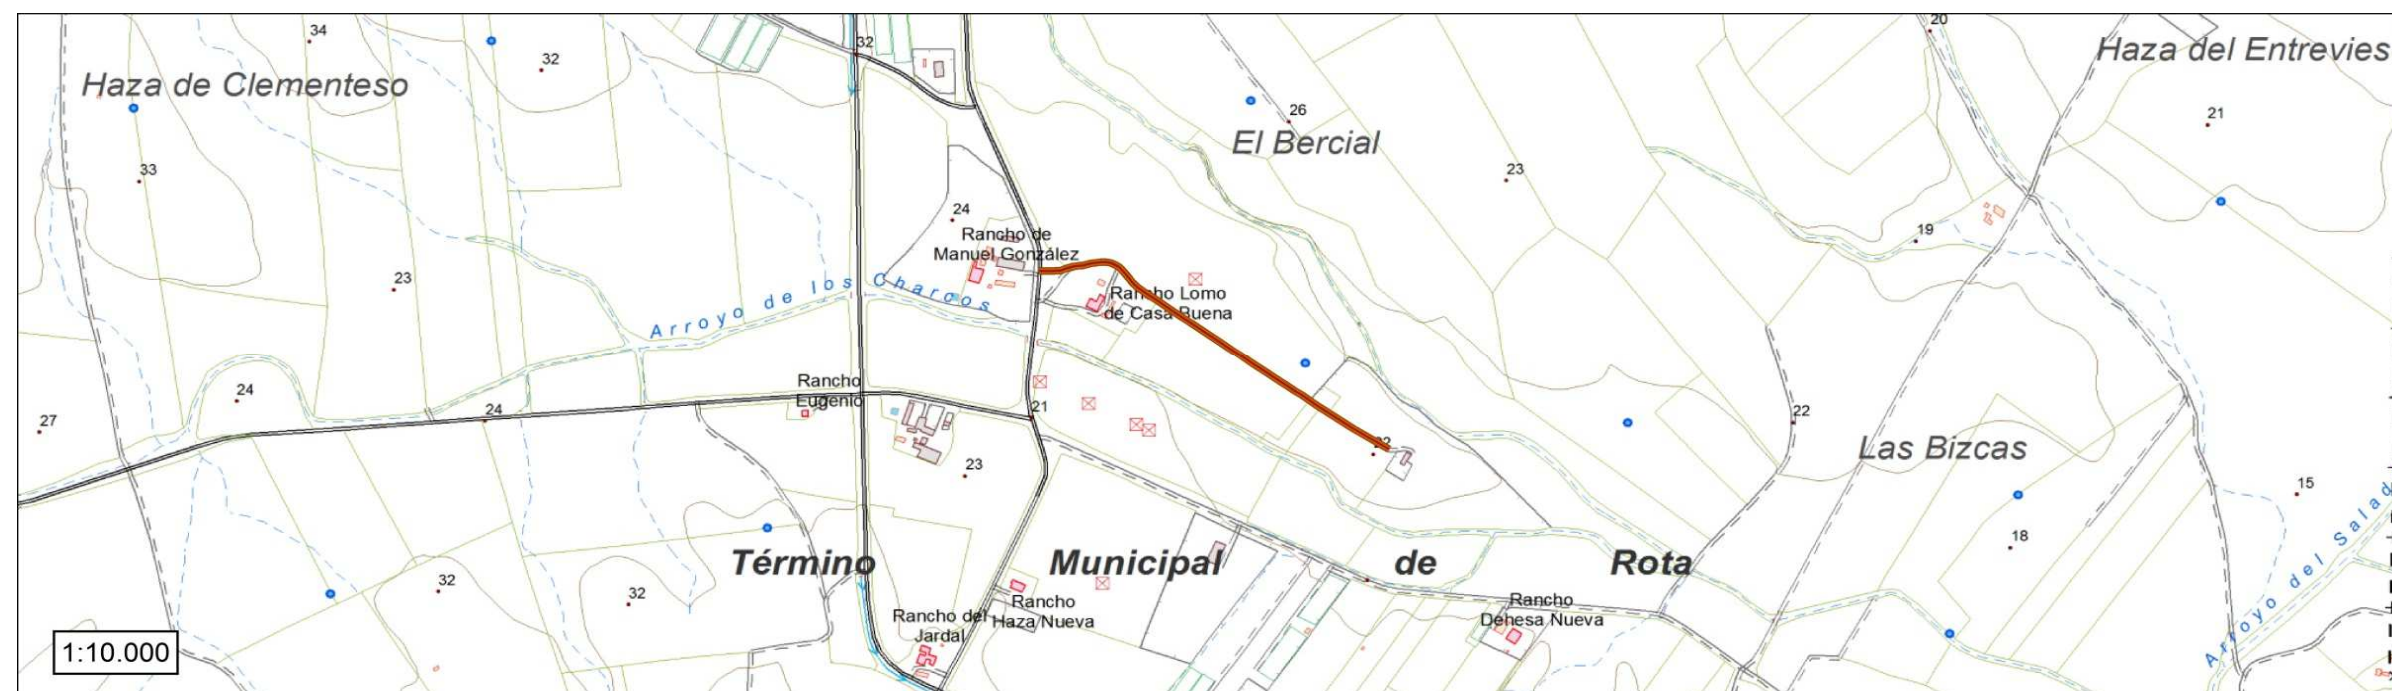 34
32
32
20
Haza del Entrevies
Haza de Clementeso
26
21
El Bercial
33
23
24
19
Rancho de
Manuel González
23
Arroyo de los Charcos
Rancho Lomo
de Casa Buena
Rancho
Eugenio
24
24
21
22
27
Las Bizcas
23
15
18
Arroyo del Salad
Término Municipal de Rota
32
32
Rancho
Haza Nueva
Rancho
Dehesa Nueva
Rancho del
Jardal
1:10.000